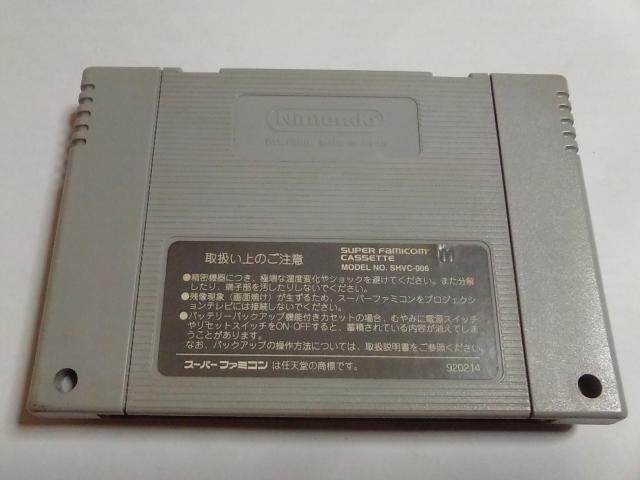 Nintendo
取扱い上のご注意
SUPER FAMICOM
CASSETTE
MODEL NO. SHVC-006
●精密機器につき、極端な温度変化やショックを避けてください。また分解
したり、端子部を汚したりしないでください。
●残像現象（画面焼け）が生ずるため、スーパーファミコンをプロジェクシ
ョンテレビには接続しないでください。
●バッテリーバックアップ機能付きカセットの場合、むやみに電源スイッチ
やリセットスイッチをON・OFFすると、蓄積されている内容が消えてしま
うことがあります。
なお、バックアップの操作方法については、取扱説明書をご参照ください。
スーパーファミコン は任天堂の商標です。
920214